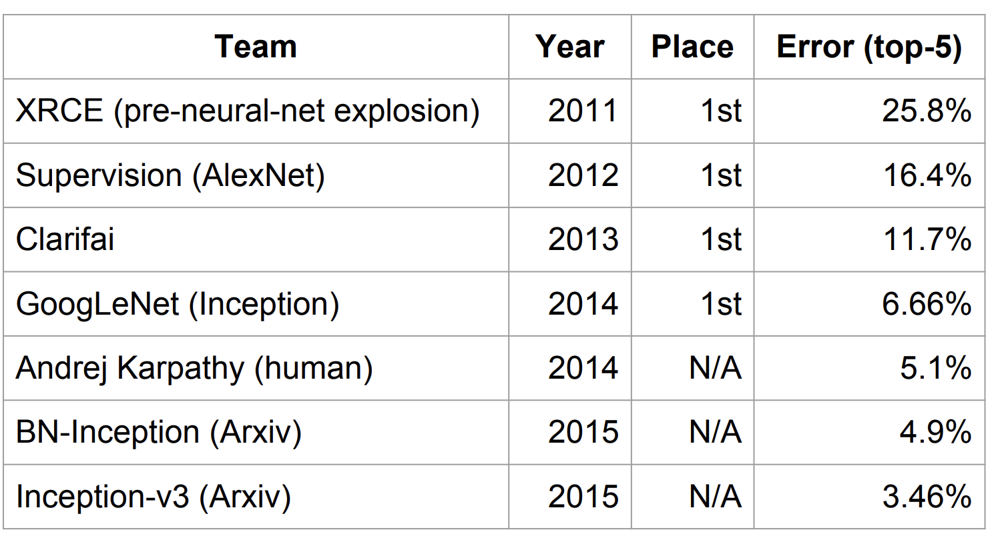 Team Year Place Error (top-5)
XRCE (pre-neural-net explosion) 2011 1st 25.8%
Supervision (AlexNet) 2012 1st 16.4%
Clarifai 2013 1st 11.7%
GoogLeNet (Inception) 2014 1st 6.66%
Andrej Karpathy (human) 2014 N/A 5.1%
BN-Inception (Arxiv) 2015 N/A 4.9%
Inception-v3 (Arxiv) 2015 N/A 3.46%